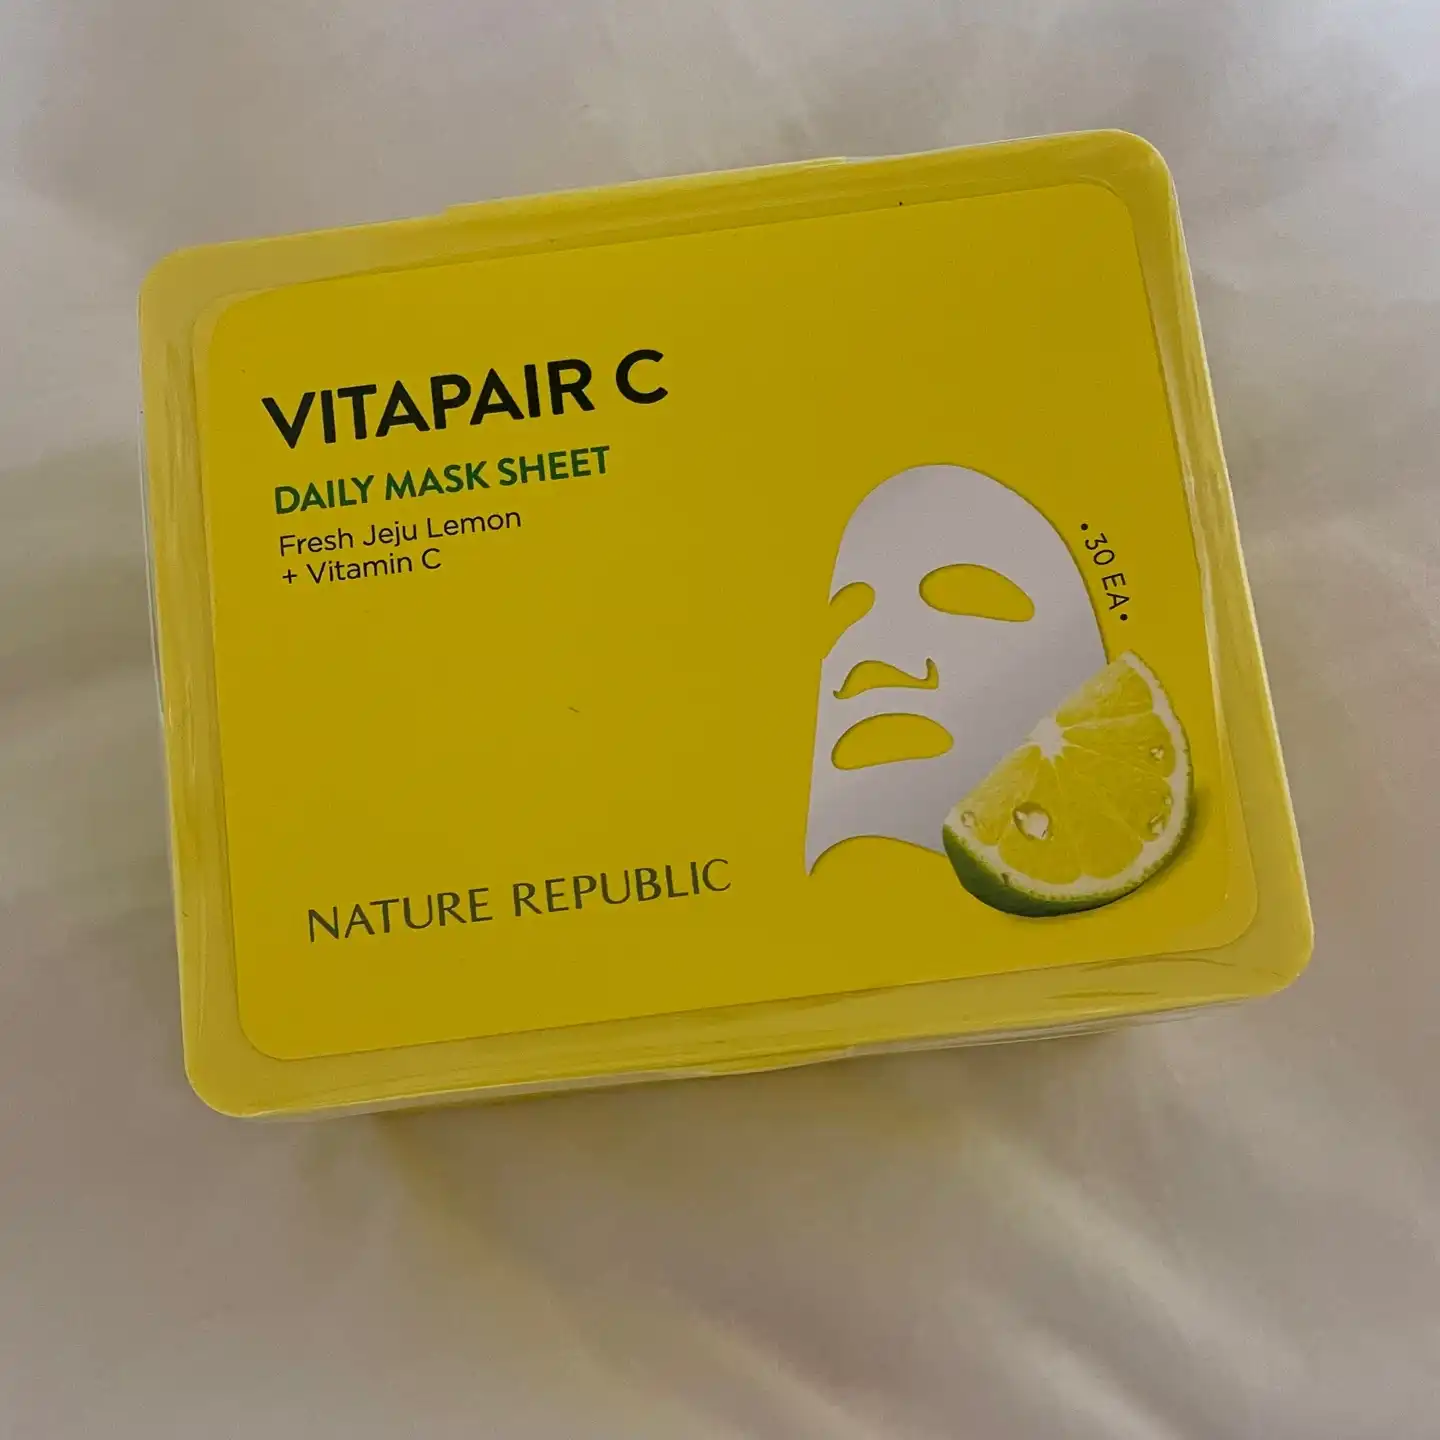 VITAPAIR C
DAILY MASK SHEET
Fresh Jeju Lemon
+ Vitamin C
• 30 EA •
NATURE REPUBLIC